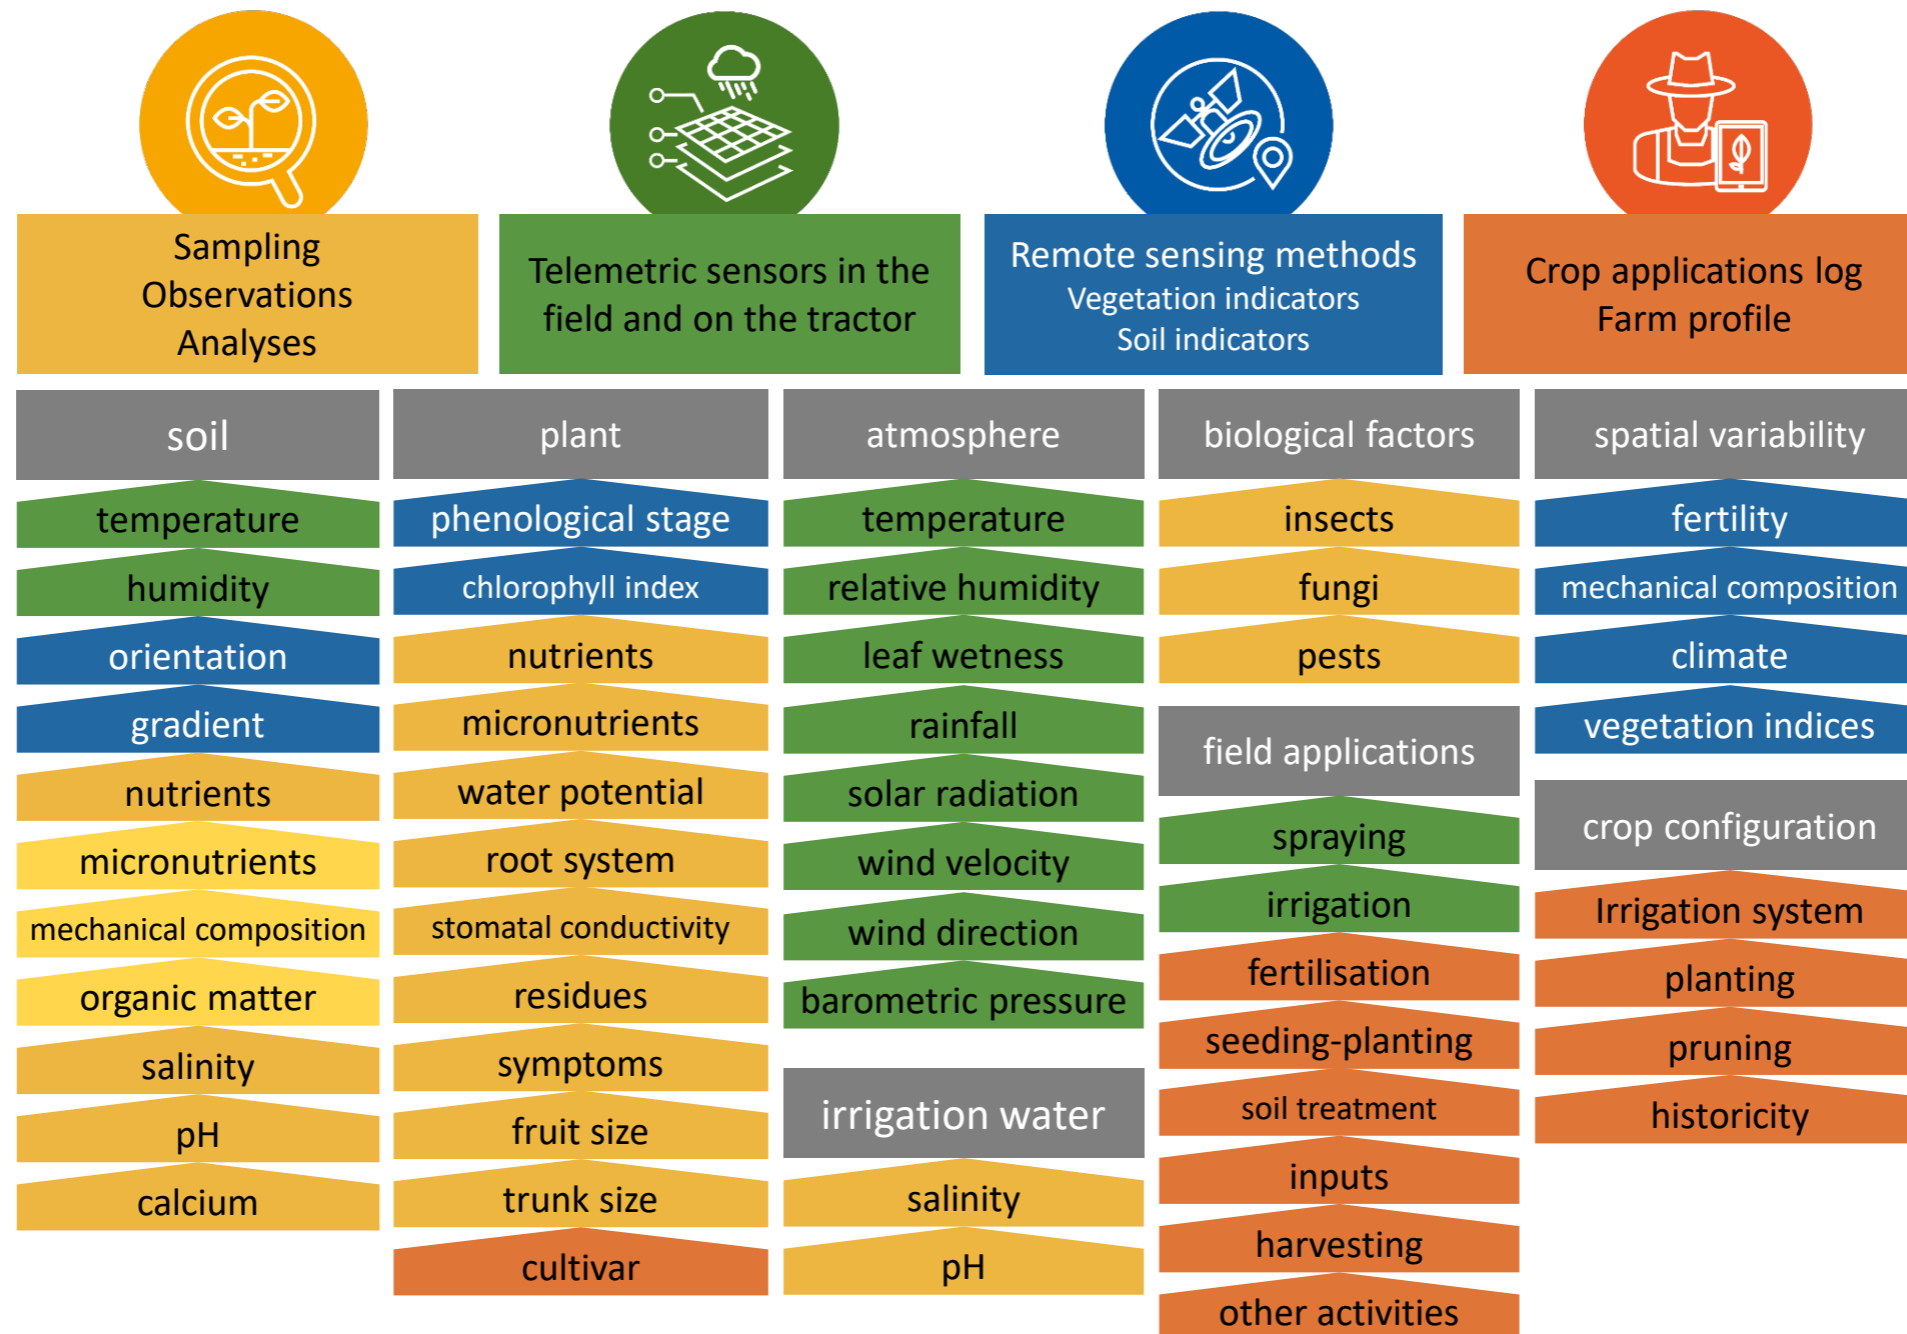 Sampling
Observations
Analyses
Telemetric sensors in the
field and on the tractor
Remote sensing methods
Vegetation indicators
Soil indicators
Crop applications log
Farm profile
soil
temperature
humidity
orientation
gradient
nutrients
micronutrients
mechanical composition
organic matter
salinity
pH
calcium
plant
phenological stage
chlorophyll index
nutrients
micronutrients
water potential
root system
stomatal conductivity
residues
symptoms
fruit size
trunk size
cultivar
atmosphere
temperature
relative humidity
leaf wetness
rainfall
solar radiation
wind velocity
wind direction
barometric pressure
irrigation water
salinity
pH
biological factors
insects
fungi
pests
field applications
spraying
irrigation
fertilisation
seeding-planting
soil treatment
inputs
harvesting
other activities
spatial variability
fertility
mechanical composition
climate
vegetation indices
crop configuration
Irrigation system
planting
pruning
historicity